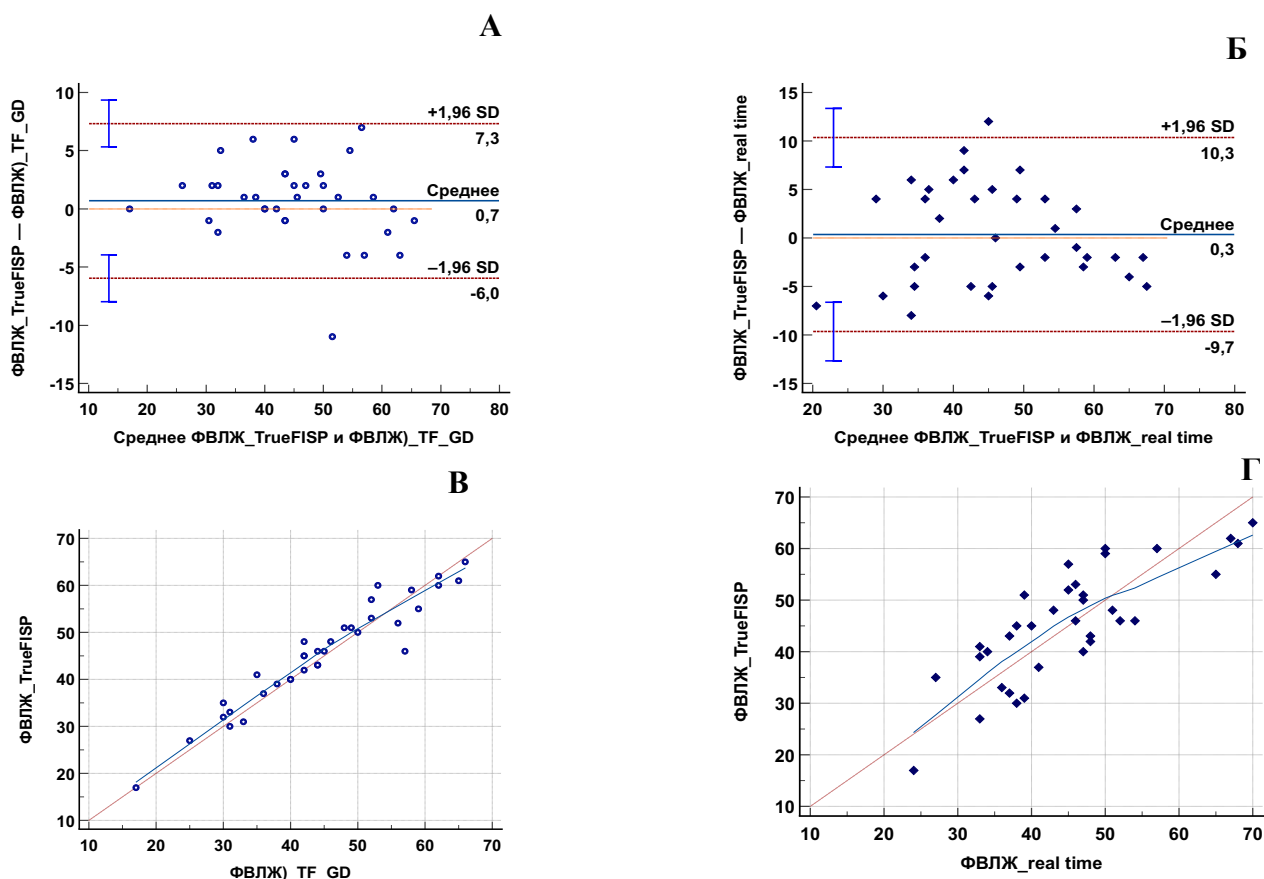 А
ФВЛЖ_TrueFISP — ФВЛЖ)_TF_GD
10
5
0
-5
-10
-15
+1,96 SD
7,3
Среднее
0,7
–1,96 SD
-6,0
10 20 30 40 50 60 70 80
Среднее ФВЛЖ_TrueFISP и ФВЛЖ)_TF_GD
Б
ФВЛЖ_TrueFISP — ФВЛЖ_real time
15
10
5
0
-5
-10
-15
+1,96 SD
10,3
Среднее
0,3
–1,96 SD
-9,7
20 30 40 50 60 70 80
Среднее ФВЛЖ_TrueFISP и ФВЛЖ_real time
В
ФВЛЖ_TrueFISP
70
60
50
40
30
20
10
10 20 30 40 50 60 70
ФВЛЖ)_TF_GD
Г
ФВЛЖ_TrueFISP
70
60
50
40
30
20
10
10 20 30 40 50 60 70
ФВЛЖ_real time